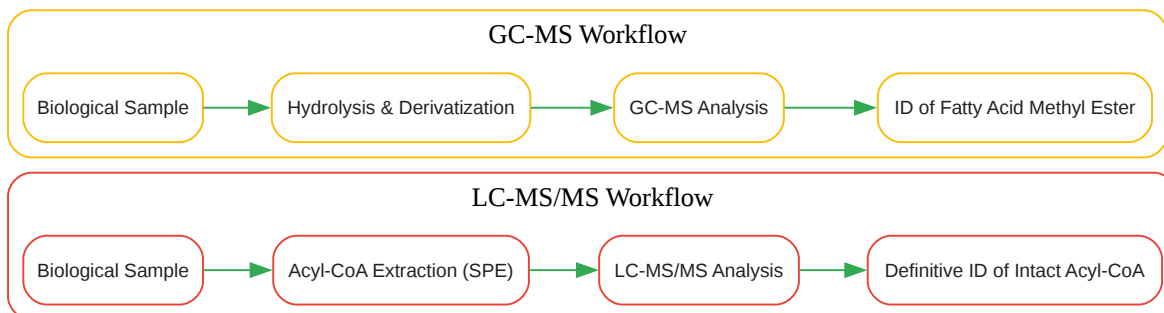 GC-MS Workflow
Biological Sample
Hydrolysis & Derivatization
GC-MS Analysis
ID of Fatty Acid Methyl Ester
LC-MS/MS Workflow
Biological Sample
Acyl-CoA Extraction (SPE)
LC-MS/MS Analysis
Definitive ID of Intact Acyl-CoA